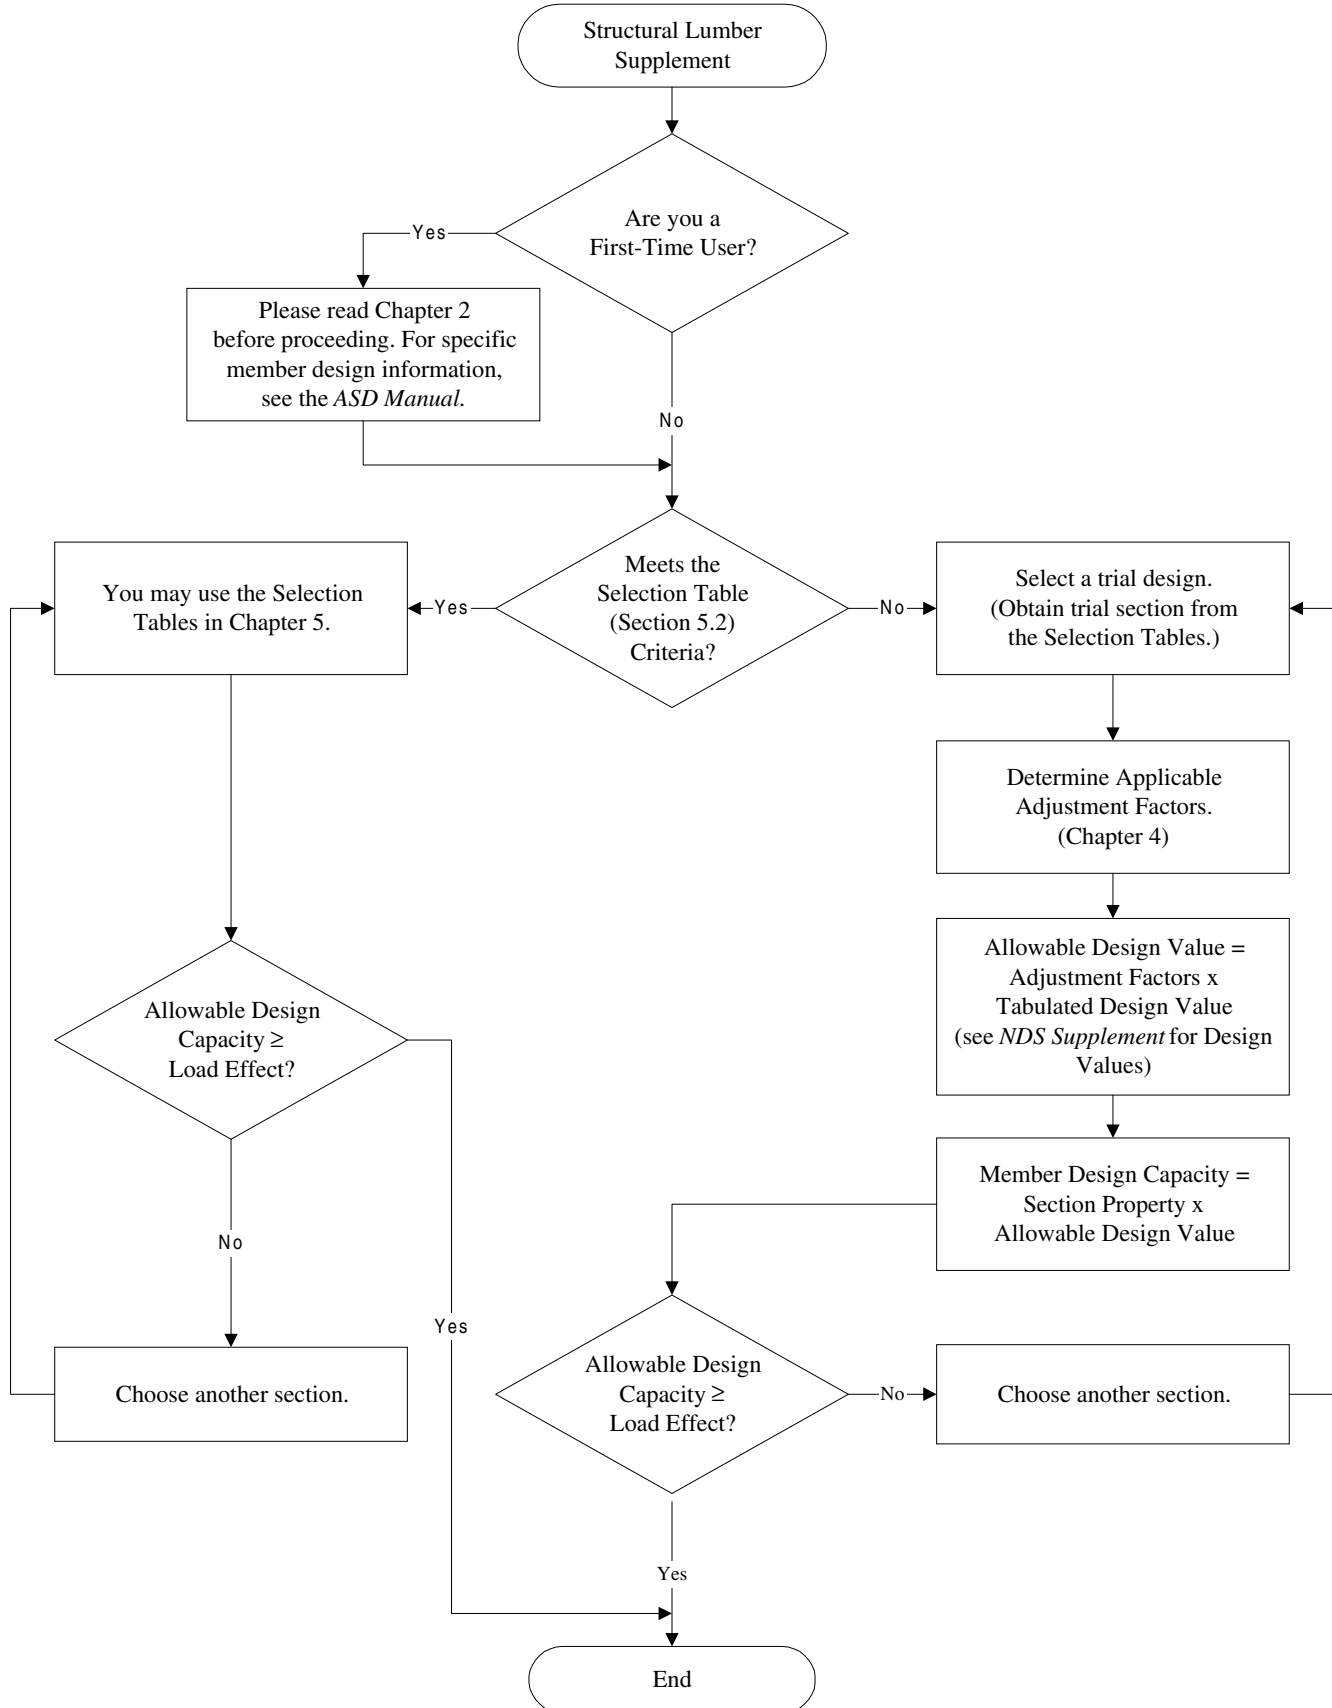 Structural Lumber
Supplement
Are you a
First-Time User?
Yes
Please read Chapter 2
before proceeding. For specific
member design information,
see the ASD Manual.
No
Meets the
Selection Table
(Section 5.2)
Criteria?
Yes
No
You may use the Selection
Tables in Chapter 5.
Select a trial design.
(Obtain trial section from
the Selection Tables.)
Determine Applicable
Adjustment Factors.
(Chapter 4)
Allowable Design Value =
Adjustment Factors x
Tabulated Design Value
(see NDS Supplement for Design
Values)
Allowable Design
Capacity ≥
Load Effect?
Member Design Capacity =
Section Property x
Allowable Design Value
No
Yes
Choose another section.
Allowable Design
Capacity ≥
Load Effect?
No
Choose another section.
Yes
End